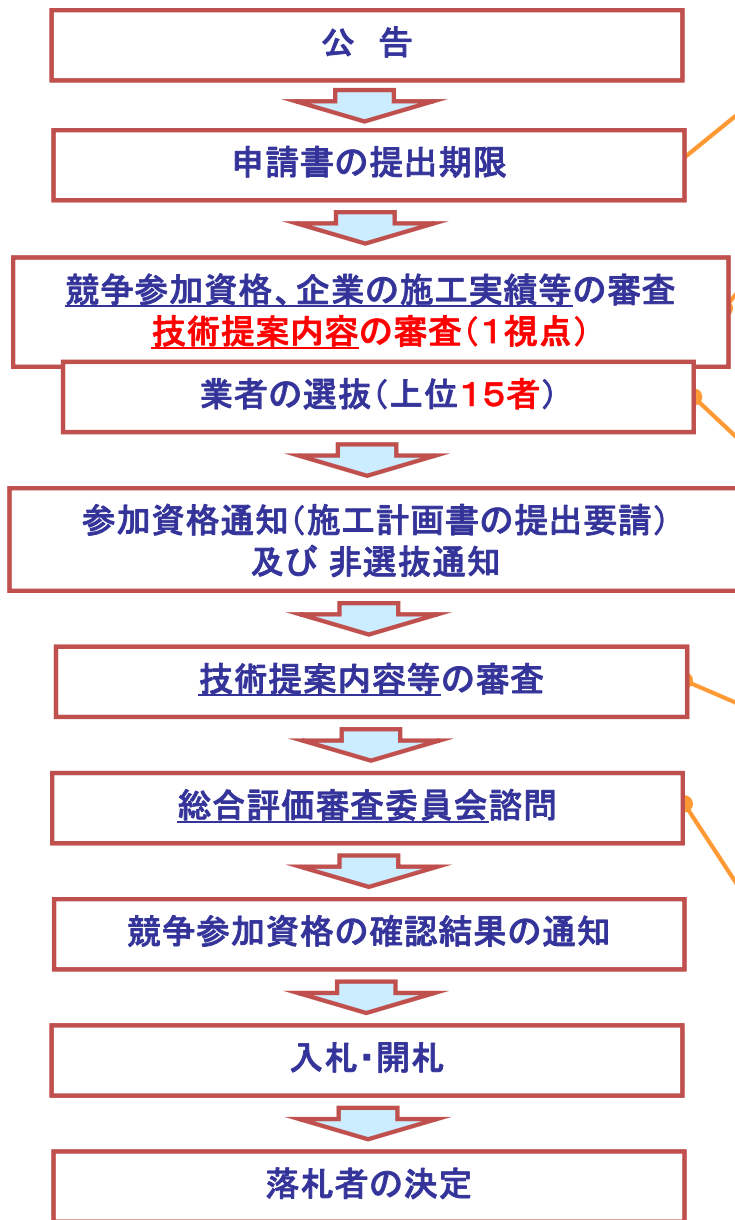 公　告
申請書の提出期限
競争参加資格、企業の施工実績等の審査
技術提案内容の審査（１視点）
業者の選抜（上位１５者）
参加資格通知（施工計画書の提出要請）
及び 非選抜通知
技術提案内容等の審査
総合評価審査委員会諮問
競争参加資格の確認結果の通知
入札・開札
落札者の決定